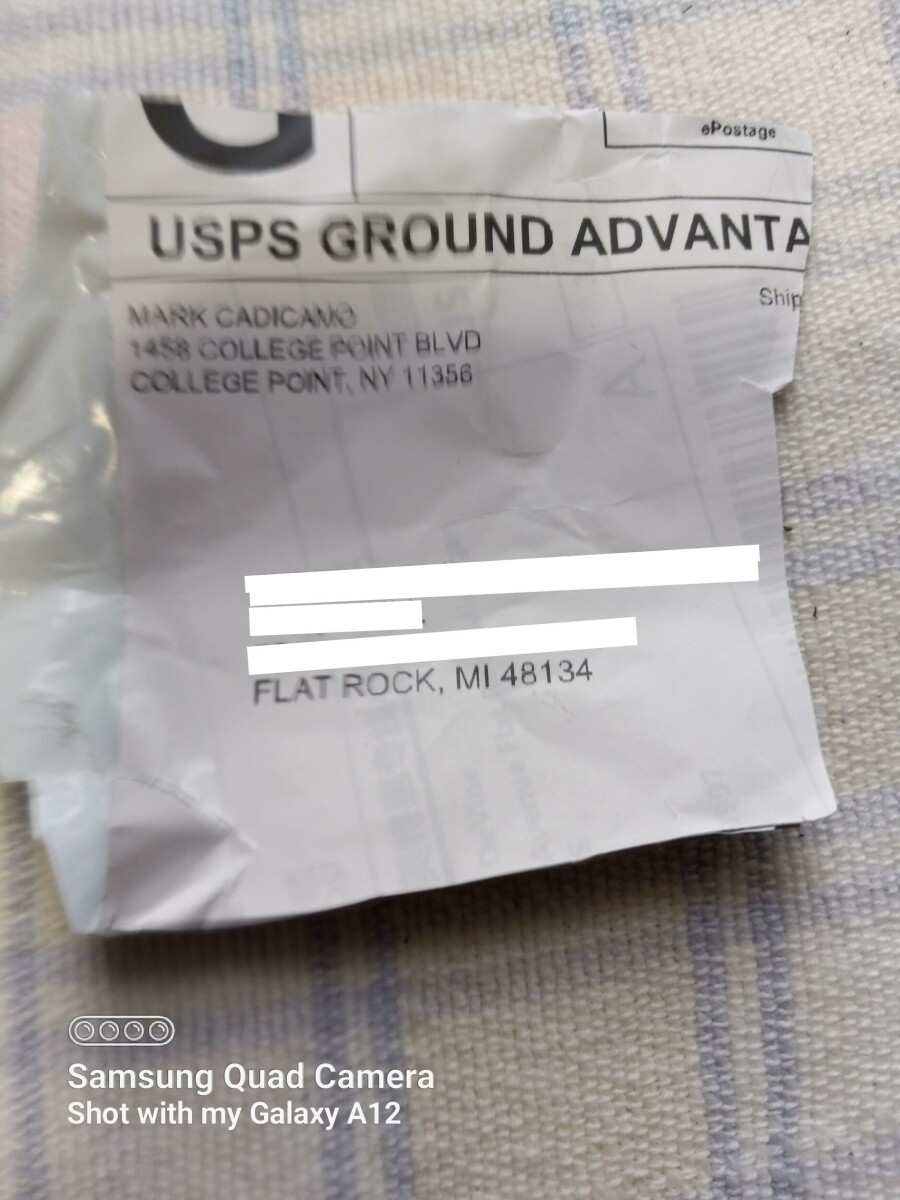 ePostage
USPS GROUND ADVANTA
Ship
MARK CADICAMO
1458 COLLEGE POINT BLVD
COLLEGE POINT, NY 11356
FLAT ROCK, MI 48134
Samsung Quad Camera
Shot with my Galaxy A12